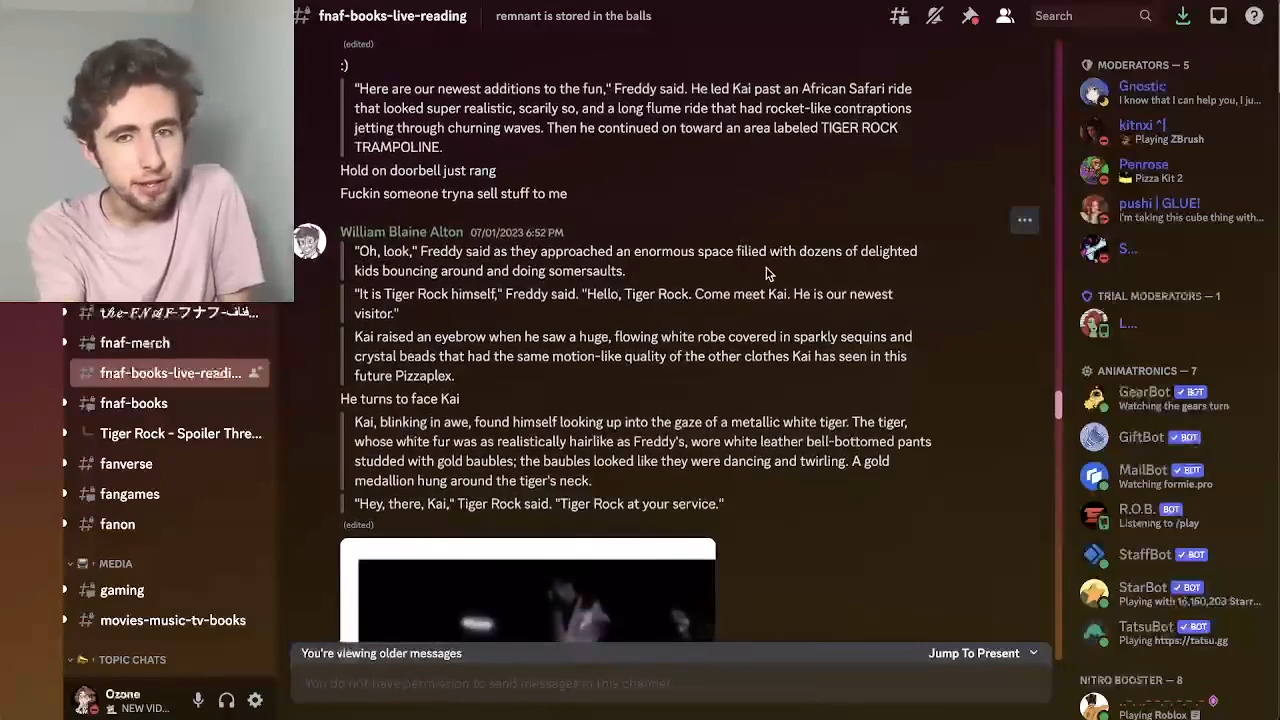 fnaf-books-live-reading
remnant is stored in the balls
Search
(edited)
:)
"Here are our newest additions to the fun," Freddy said. He led Kai past an African Safari ride
that looked super realistic, scarily so, and a long flume ride that had rocket-like contraptions
jetting through churning waves. Then he continued on toward an area labeled TIGER ROCK
TRAMPOLINE.
Hold on doorbell just rang
Fuckin someone tryna sell stuff to me
William Blaine Alton 07/01/2023 6:52 PM
"Oh, look," Freddy said as they approached an enormous space filled with dozens of delighted
kids bouncing around and doing somersaults.
"It is Tiger Rock himself," Freddy said. "Hello, Tiger Rock. Come meet Kai. He is our newest
visitor."
Kai raised an eyebrow when he saw a huge, flowing white robe covered in sparkly sequins and
crystal beads that had the same motion-like quality of the other clothes Kai has seen in this
future Pizzaplex.
He turns to face Kai
Kai, blinking in awe, found himself looking up into the gaze of a metallic white tiger. The tiger,
whose white fur was as realistically hairlike as Freddy's, wore white leather bell-bottomed pants
studded with gold baubles; the baubles looked like they were dancing and twirling. A gold
medallion hung around the tiger's neck.
"Hey, there, Kai," Tiger Rock said. "Tiger Rock at your service."
(edited)
You're viewing older messages
Jump To Present
You do not have permission to send messages in this channel.
fnaf-merch
fnaf-books-live-readi...
fnaf-books
Tiger Rock - Spoiler Thre...
fanverse
fangames
fanon
MEDIA
gaming
movies-music-tv-books
TOPIC CHATS
Ozone
NEW VID...
MODERATORS — 5
Gnostic
I know that I can help you, I ju...
kitnxi ^|
Playing ZBrush
Penrose
Pizza Kit 2
pushi | GLUE!
I'm taking this cube thing with...
S...
TRIAL MODERATORS — 1
L...
ANIMATRONICS — 7
GearBot BOT
Watching the gears turn
GiftBot BOT
MailBot BOT
Watching formie.pro
R.O.B. BOT
Listening to /play
StaffBot BOT
StarBot BOT
TatsuBot BOT
Playing https://tatsu.gg
NITRO BOOSTER — 8
Playing Roblox